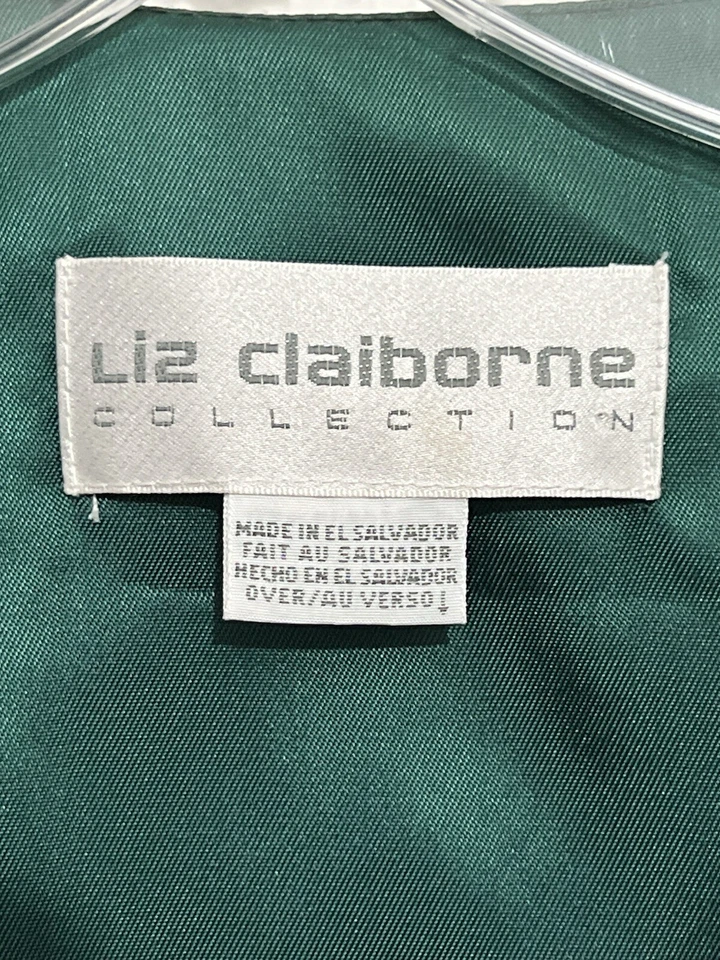 Liz claiborne
COLLECTION
MADE IN EL SALVADOR
FAIT AU SALVADOR
HECHO EN EL SALVADOR
OVER/AU VERSO↓